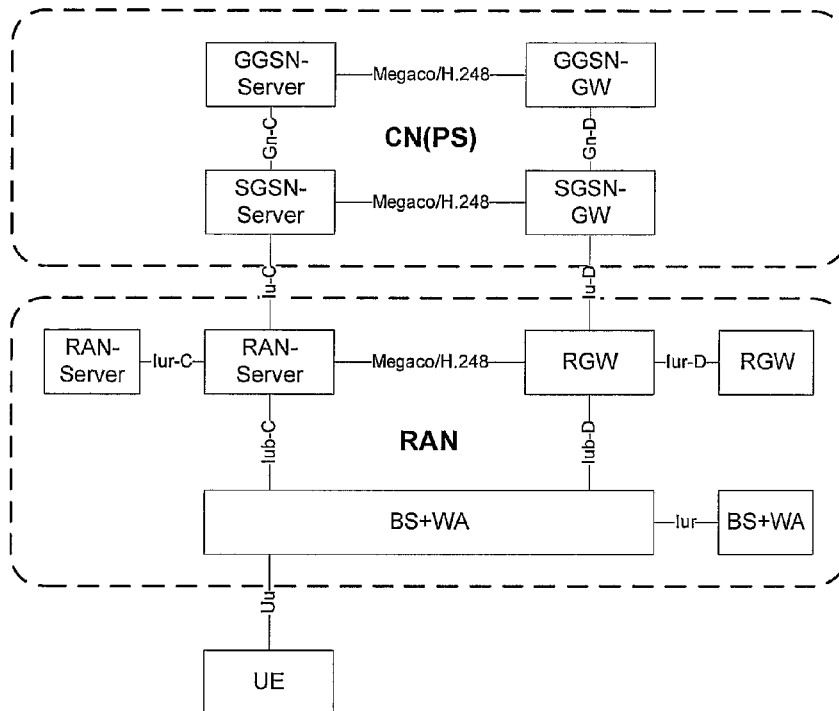 GGSN-
Server
Megaco/H.248
GGSN-
GW
Gn-C
CN(PS)
Gn-D
SGSN-
Server
Megaco/H.248
SGSN-
GW
Iu-C
Iu-D
RAN-
Server
Iur-C
RAN-
Server
Megaco/H.248
RGW
Iur-D
RGW
Iub-C
RAN
Iub-D
BS+WA
Iur
BS+WA
Uu
UE